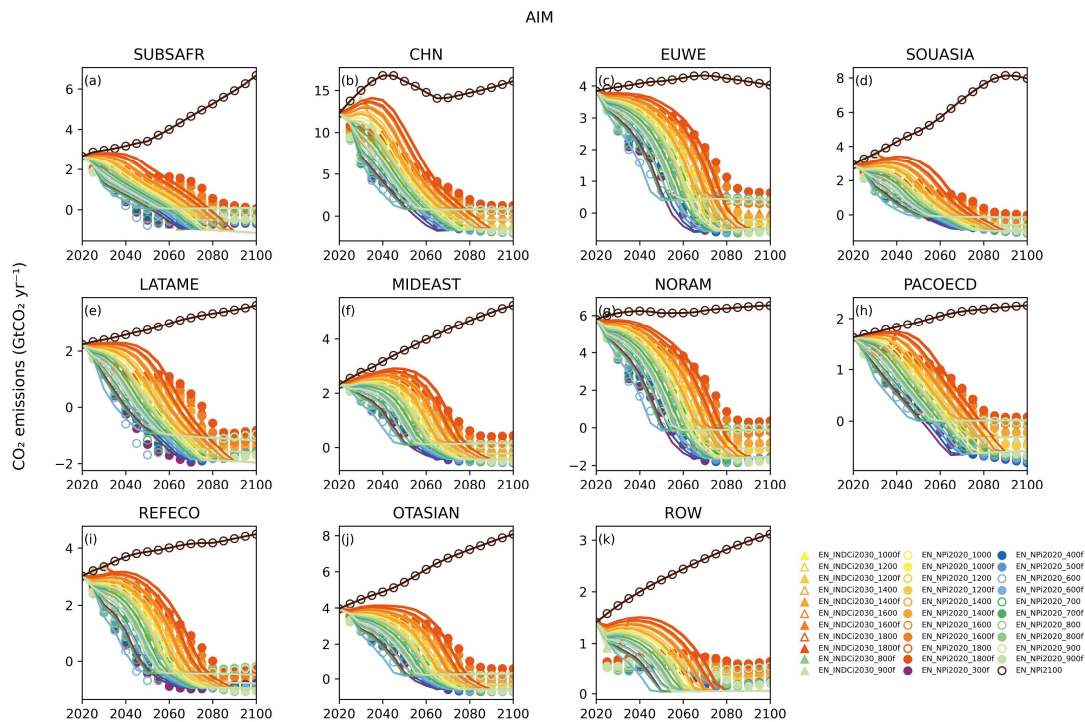 AIM
SUBSAFR CHN EUWE SOUASIA
(a) (b) (c) (d)
6 4 2 0
15 10 5 0
4 3 2 1 0
8 6 4 2 0
2020 2040 2060 2080 2100 2020 2040 2060 2080 2100 2020 2040 2060 2080 2100 2020 2040 2060 2080 2100
CO₂ emissions (GtCO₂ yr⁻¹)
LATAME MIDEAST NORAM PACOECD
(e) (f) (g) (h)
2 0 −2
4 2 0
6 4 2 0 −2
2 1 0
2020 2040 2060 2080 2100 2020 2040 2060 2080 2100 2020 2040 2060 2080 2100 2020 2040 2060 2080 2100
REFECO OTASIAN ROW
(i) (j) (k)
4 2 0
8 6 4 2 0
3 2 1 0
2020 2040 2060 2080 2100 2020 2040 2060 2080 2100 2020 2040 2060 2080 2100
EN_INDCi2030_1000f EN_NPi2020_1000 EN_NPi2020_400f
EN_INDCi2030_1200 EN_NPi2020_1000f EN_NPi2020_500f
EN_INDCi2030_1200f EN_NPi2020_1200 EN_NPi2020_600
EN_INDCi2030_1400 EN_NPi2020_1200f EN_NPi2020_600f
EN_INDCi2030_1400f EN_NPi2020_1400 EN_NPi2020_700
EN_INDCi2030_1600 EN_NPi2020_1400f EN_NPi2020_700f
EN_INDCi2030_1600f EN_NPi2020_1600 EN_NPi2020_800
EN_INDCi2030_1800 EN_NPi2020_1600f EN_NPi2020_800f
EN_INDCi2030_1800f EN_NPi2020_1800 EN_NPi2020_900
EN_INDCi2030_800f EN_NPi2020_1800f EN_NPi2020_900f
EN_INDCi2030_900f EN_NPi2020_300f EN_NPi2100